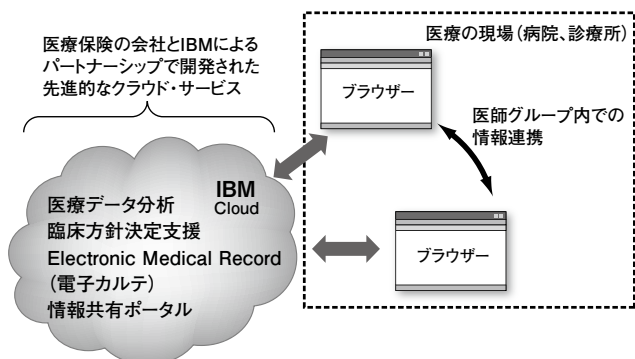 医療保険の会社とIBMによる
パートナーシップで開発された
先進的なクラウド・サービス
医療の現場（病院、診療所）
ブラウザー
医師グループ内での
情報連携
IBM
Cloud
医療データ分析
臨床方針決定支援
Electronic Medical Record
（電子カルテ）
情報共有ポータル
ブラウザー